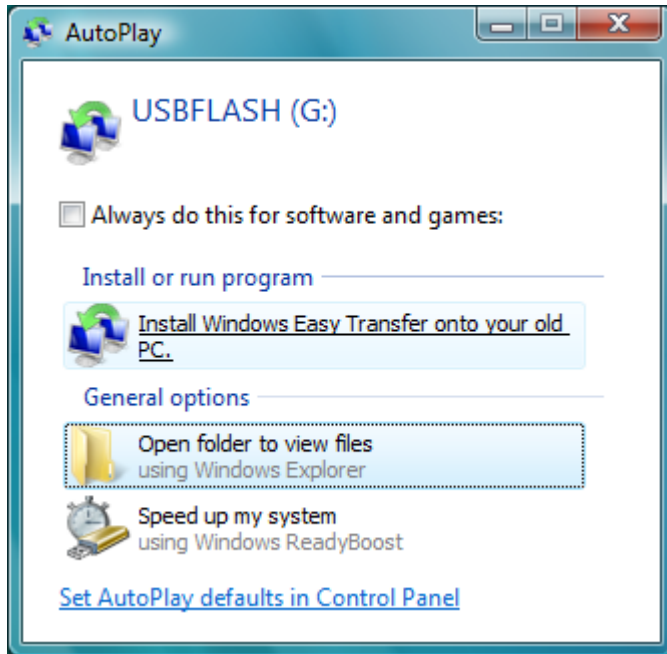 AutoPlay
USBFLASH (G:)
Always do this for software and games:
Install or run program
Install Windows Easy Transfer onto your old
PC.
General options
Open folder to view files
using Windows Explorer
Speed up my system
using Windows ReadyBoost
Set AutoPlay defaults in Control Panel